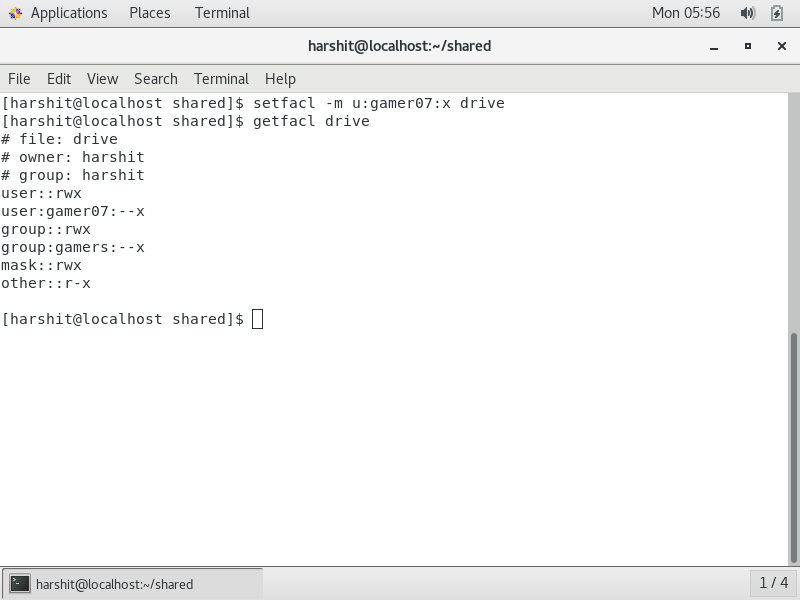 Applications Places Terminal Mon 05:56
harshit@localhost:~/shared
File Edit View Search Terminal Help
[harshit@localhost shared]$ setfacl -m u:gamer07:x drive
[harshit@localhost shared]$ getfacl drive
# file: drive
# owner: harshit
# group: harshit
user::rwx
user:gamer07:--x
group::rwx
group:gamers:--x
mask::rwx
other::r-x
[harshit@localhost shared]$
harshit@localhost:~/shared 1 / 4